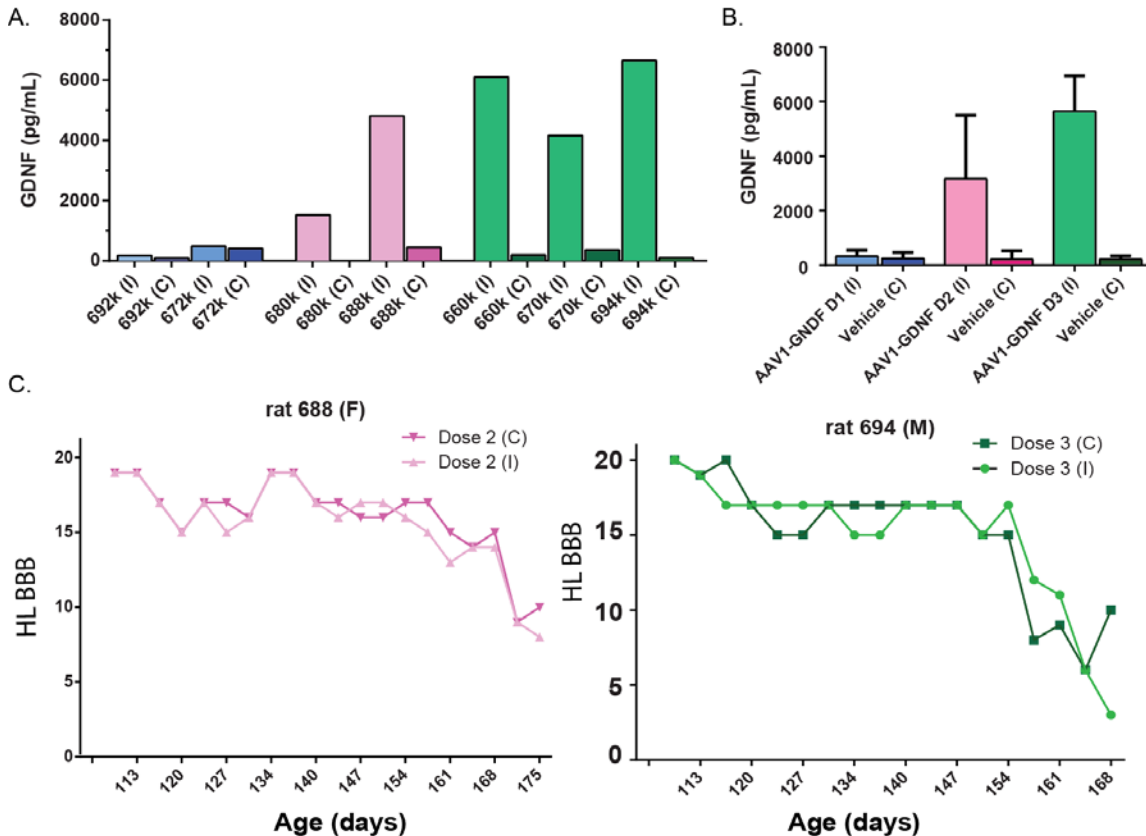 A.
8000
6000
4000
2000
0
GDNF (pg/mL)
692k (I)
692k (C)
672k (I)
672k (C)
680k (I)
680k (C)
688k (I)
688k (C)
660k (I)
660k (C)
670k (I)
670k (C)
694k (I)
694k (C)
B.
8000
6000
4000
2000
0
GDNF (pg/mL)
AAV1-GNDF D1 (I)
Vehicle (C)
AAV1-GDNF D2 (I)
Vehicle (C)
AAV1-GDNF D3 (I)
Vehicle (C)
C.
rat 688 (F)
Dose 2 (C)
Dose 2 (I)
20
15
10
5
0
HL BBB
113
120
127
134
140
147
154
161
168
175
Age (days)
rat 694 (M)
Dose 3 (C)
Dose 3 (I)
20
15
10
5
0
HL BBB
113
120
127
134
140
147
154
161
168
Age (days)